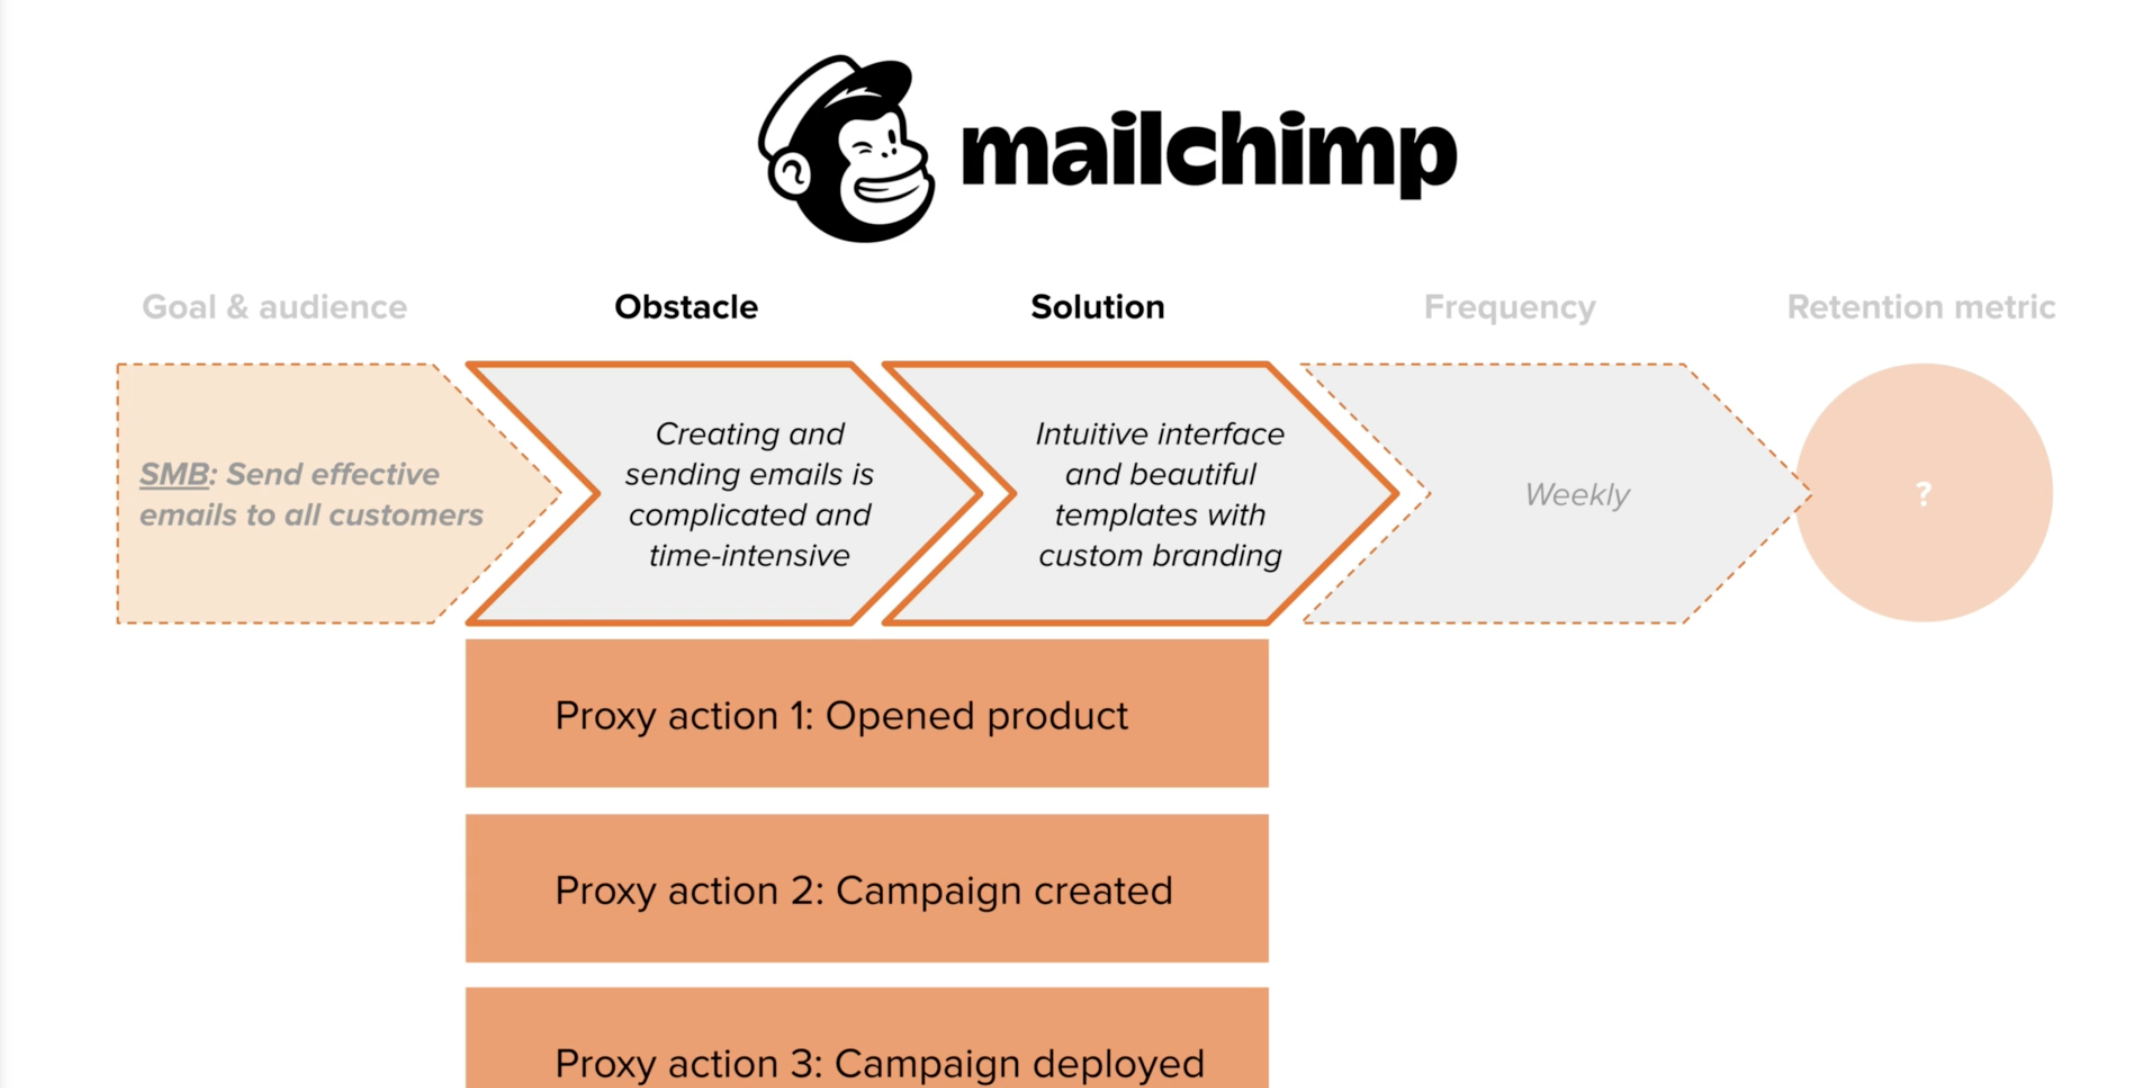 mailchimp
Goal & audience
Obstacle
Solution
Frequency
Retention metric
SMB: Send effective
emails to all customers
Creating and
sending emails is
complicated and
time-intensive
Intuitive interface
and beautiful
templates with
custom branding
Weekly
?
Proxy action 1: Opened product
Proxy action 2: Campaign created
Proxy action 3: Campaign deployed